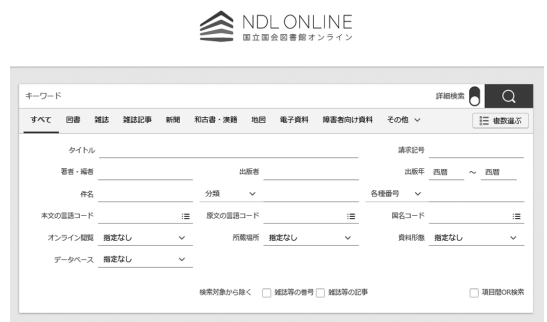 NDL ONLINE
国立国会図書館オンライン
キーワード 詳細検索
すべて 図書 雑誌 雑誌記事 新聞 和古書・漢籍 地図 電子資料 障害者向け資料 その他 複数選ぶ
タイトル 請求記号
著者・編者 出版者 出版年 西暦 ～ 西暦
件名 分類 各種番号
本文の言語コード 原文の言語コード 国名コード
オンライン閲覧 指定なし 所蔵場所 指定なし 資料形態 指定なし
データベース 指定なし
検索対象から除く 雑誌等の巻号 雑誌等の記事 項目間OR検索